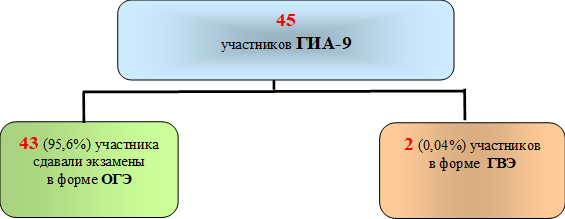 45
участников ГИА-9
43 (95,6%) участника
сдавали экзамены
в форме ОГЭ
2 (0,04%) участников
в форме ГВЭ